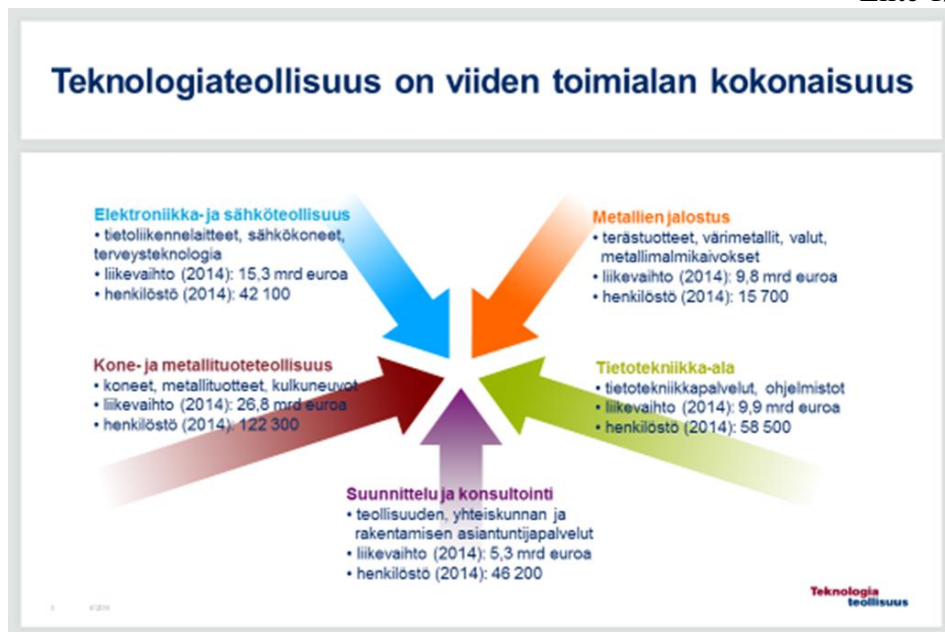 Teknologiateollisuus on viiden toimialan kokonaisuus
Elektroniikka- ja sähköteollisuus
• tietoliikennelaitteet, sähkökoneet,
terveysteknologia
• liikevaihto (2014): 15,3 mrd euroa
• henkilöstö (2014): 42 100
Metallien jalostus
• terästuotteet, värimetallit, valut,
metallimalmikaivokset
• liikevaihto (2014): 9,8 mrd euroa
• henkilöstö (2014): 15 700
Kone- ja metallituoteteollisuus
• koneet, metallituotteet, kulkuneuvot
• liikevaihto (2014): 26,8 mrd euroa
• henkilöstö (2014): 122 300
Tietotekniikka-ala
• tietotekniikkapalvelut, ohjelmistot
• liikevaihto (2014): 9,9 mrd euroa
• henkilöstö (2014): 58 500
Suunnittelu ja konsultointi
• teollisuuden, yhteiskunnan ja
rakentamisen asiantuntijapalvelut
• liikevaihto (2014): 5,3 mrd euroa
• henkilöstö (2014): 46 200
Teknologia
teollisuus